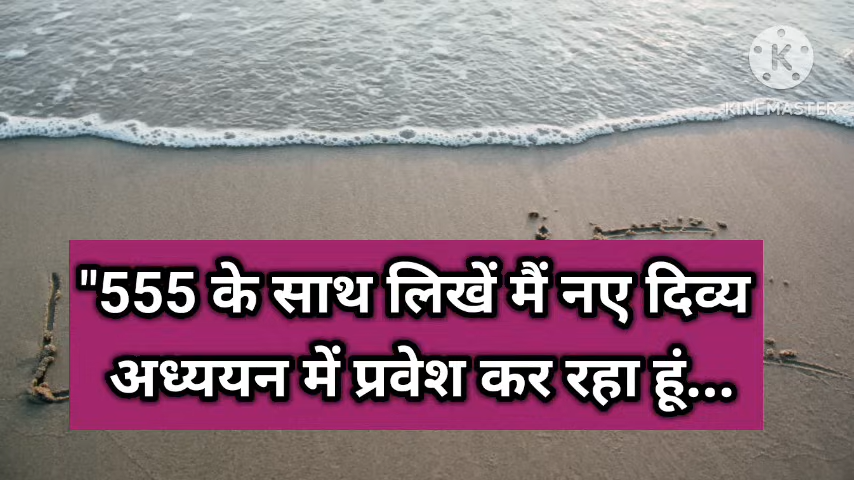 KINEMASTER
"555 के साथ लिखें मैं नए दिव्य
अध्ययन में प्रवेश कर रहा हूं...